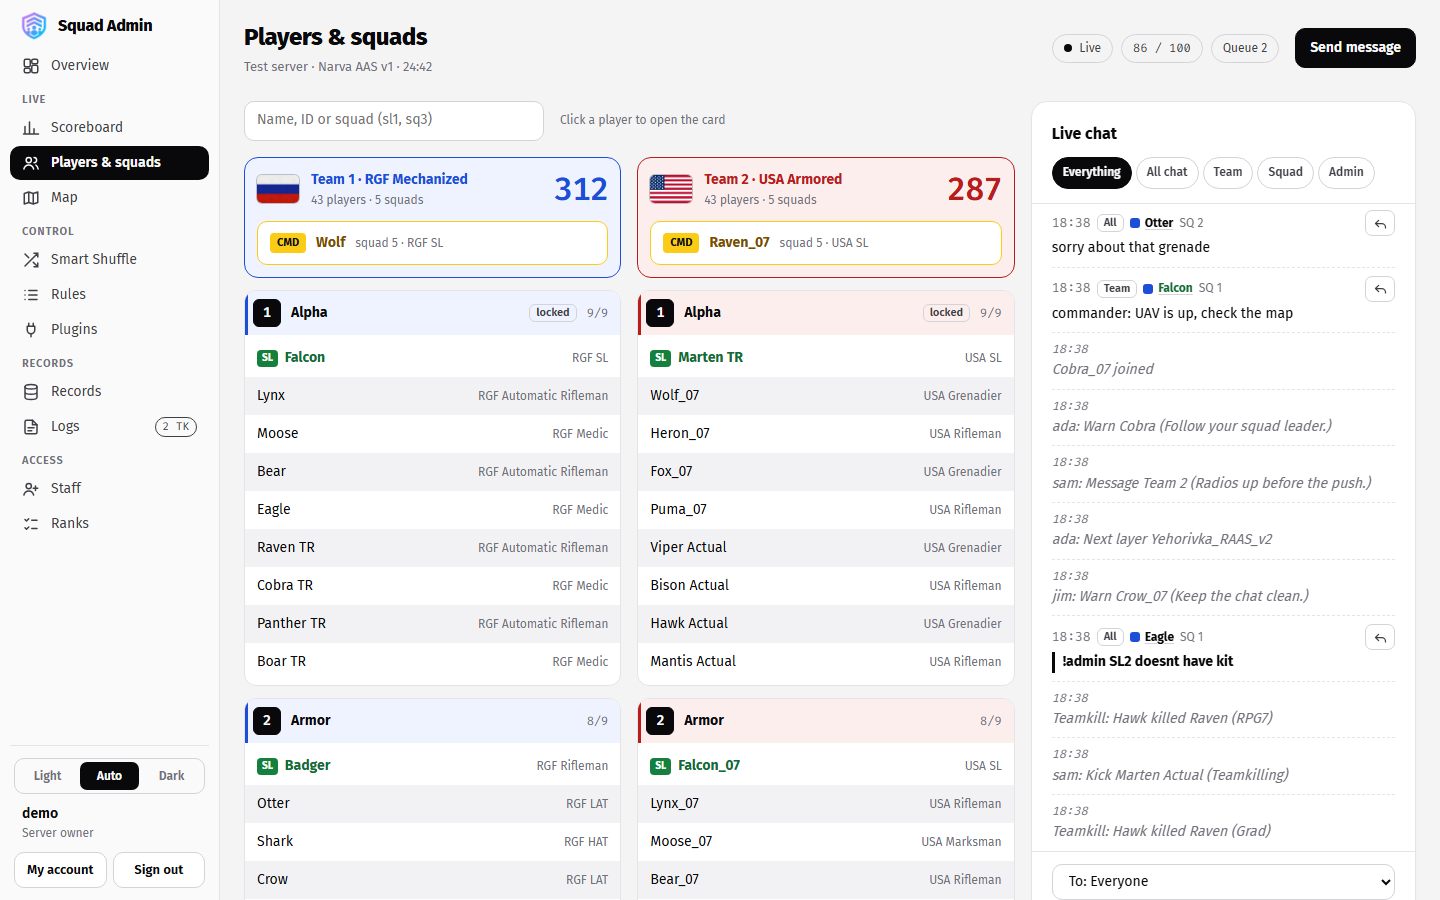 Squad Admin
Overview
LIVE
Scoreboard
Players & squads
Map
CONTROL
Smart Shuffle
Rules
Plugins
RECORDS
Records
Logs 2 TK
ACCESS
Staff
Ranks
Light Auto Dark
demo
Server owner
My account Sign out
Players & squads
Test server · Narva AAS v1 · 24:42
Live 86 / 100 Queue 2 Send message
Name, ID or squad (sl1, sq3) Click a player to open the card
Team 1 · RGF Mechanized
43 players · 5 squads
312
CMD Wolf squad 5 · RGF SL
1 Alpha locked 9/9
SL Falcon RGF SL
Lynx RGF Automatic Rifleman
Moose RGF Medic
Bear RGF Automatic Rifleman
Eagle RGF Medic
Raven TR RGF Automatic Rifleman
Cobra TR RGF Medic
Panther TR RGF Automatic Rifleman
Boar TR RGF Medic
2 Armor 8/9
SL Badger RGF Rifleman
Otter RGF LAT
Shark RGF HAT
Crow RGF LAT
Team 2 · USA Armored
43 players · 5 squads
287
CMD Raven_07 squad 5 · USA SL
1 Alpha locked 9/9
SL Marten TR USA SL
Wolf_07 USA Grenadier
Heron_07 USA Rifleman
Fox_07 USA Grenadier
Puma_07 USA Rifleman
Viper Actual USA Grenadier
Bison Actual USA Rifleman
Hawk Actual USA Grenadier
Mantis Actual USA Rifleman
2 Armor 8/9
SL Falcon_07 USA SL
Lynx_07 USA Rifleman
Moose_07 USA Marksman
Bear_07 USA Rifleman
Live chat
Everything All chat Team Squad Admin
18:38 All Otter SQ 2
sorry about that grenade
18:38 Team Falcon SQ 1
commander: UAV is up, check the map
18:38
Cobra_07 joined
18:38
ada: Warn Cobra (Follow your squad leader.)
18:38
sam: Message Team 2 (Radios up before the push.)
18:38
ada: Next layer Yehorivka_RAAS_v2
18:38
jim: Warn Crow_07 (Keep the chat clean.)
18:38 All Eagle SQ 1
!admin SL2 doesnt have kit
18:38
Teamkill: Hawk killed Raven (RPG7)
18:38
sam: Kick Marten Actual (Teamkilling)
18:38
Teamkill: Hawk killed Raven (Grad)
To: Everyone